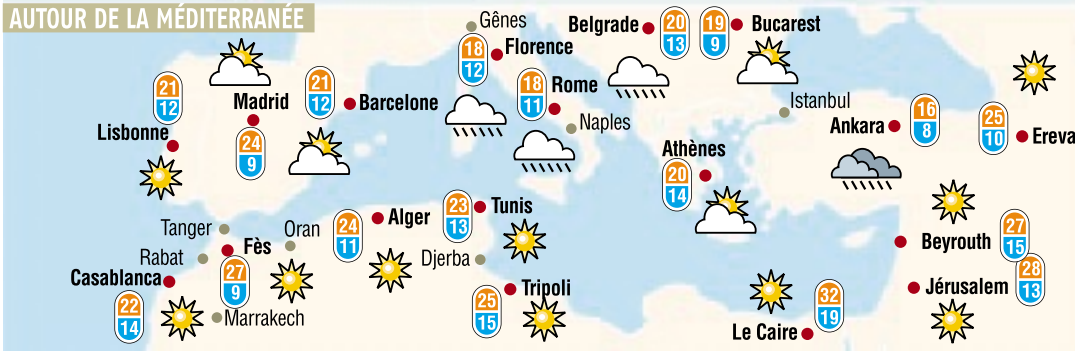 AUTOUR DE LA MÉDITERRANÉE
Gênes
18
12
Florence
Belgrade
20
13
19
9
Bucarest
21
12
Lisbonne
Madrid
24
9
21
12
Barcelone
18
11
Rome
Naples
Istanbul
Ankara
16
8
25
10
Ereva
Athènes
20
14
Tanger
Rabat
Fès
27
9
Oran
24
11
Alger
23
13
Tunis
Djerba
Beyrouth
27
15
Casablanca
22
14
Marrakech
25
15
Tripoli
Le Caire
32
19
Jérusalem
28
13